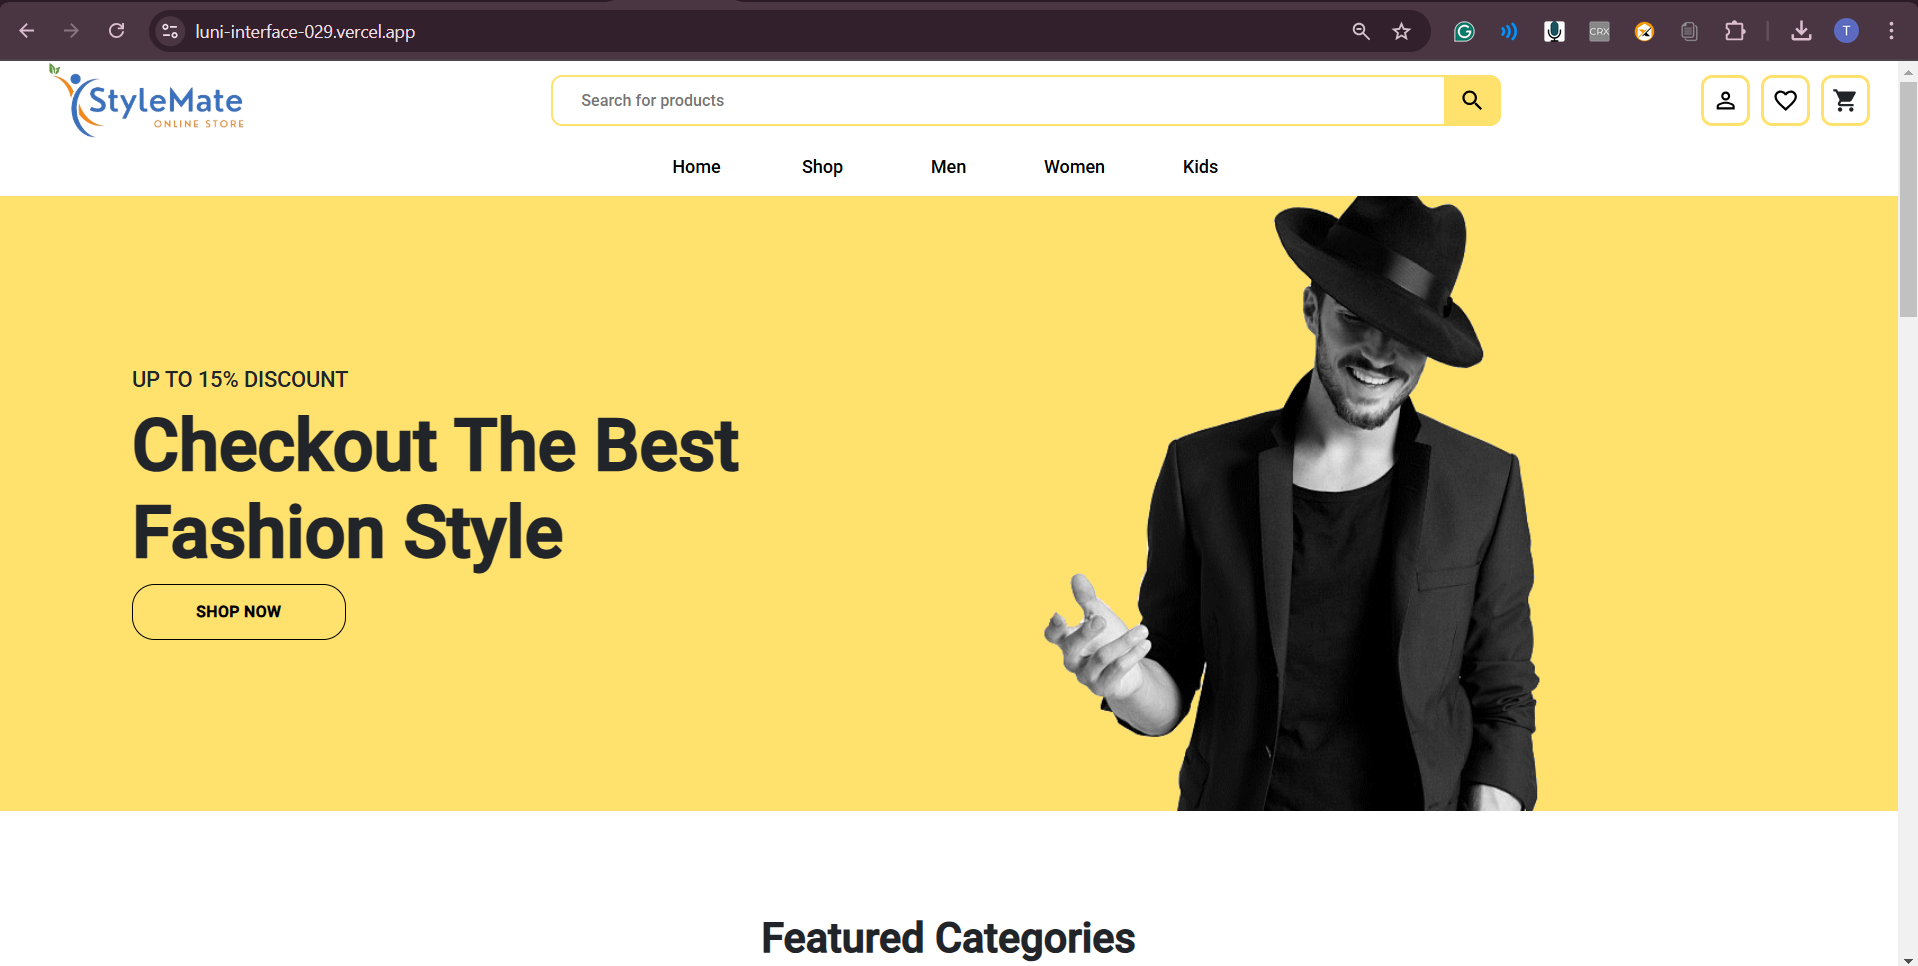 luni-interface-029.vercel.app
CRX
T
StyleMate
ONLINE STORE
Search for products
Home Shop Men Women Kids
UP TO 15% DISCOUNT
Checkout The Best
Fashion Style
SHOP NOW
Featured Categories